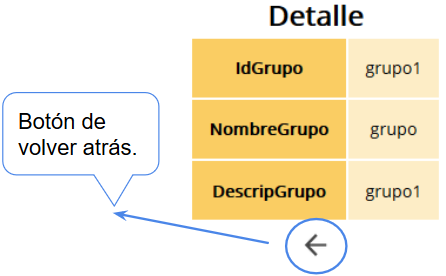 Detalle
IdGrupo grupo1
Botón de
volver atrás.
NombreGrupo grupo
DescripGrupo grupo1